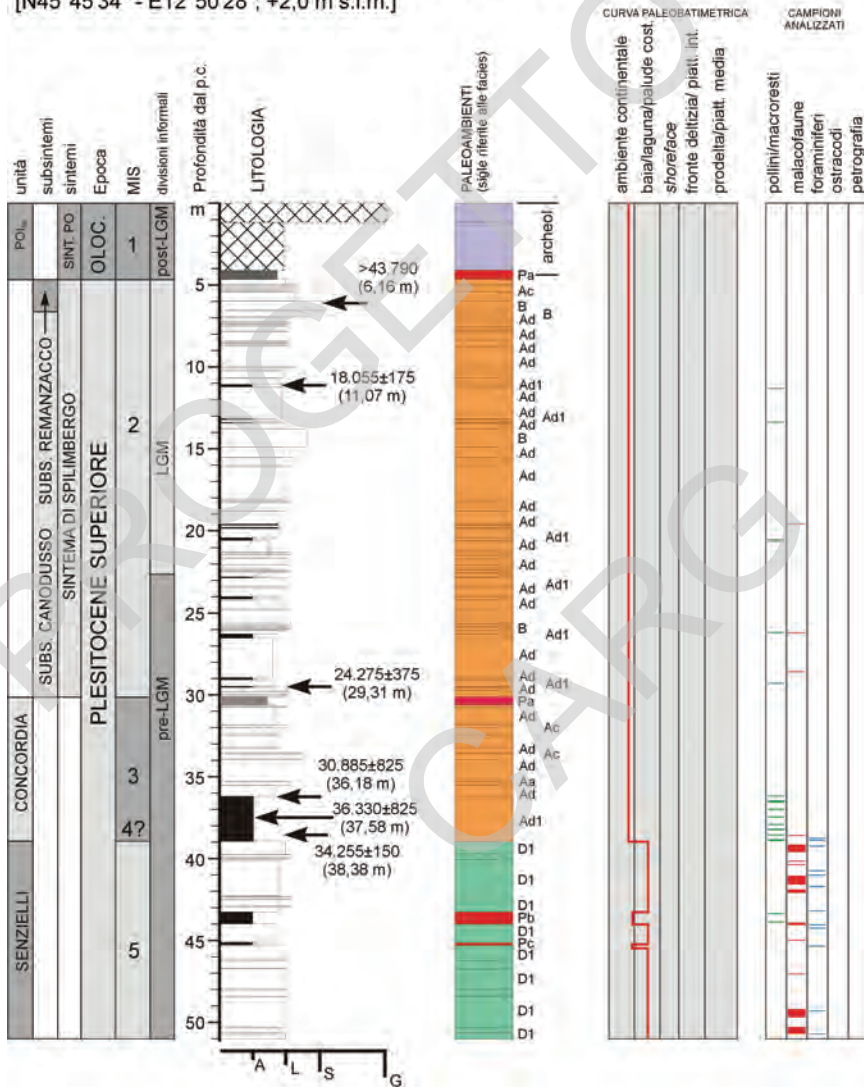 [N45°45'34" - E12°50'28"; +2,0 m s.l.m.]
CURVA PALEOBATIMETRICA
CAMPIONI
ANALIZZATI
unità
subsintemi
sintemi
Epoca
MIS
divisioni informali
Profondità dal p.c.
LITOLOGIA
PALEOAMBIENTI
(sigle riferite alle facies)
ambiente continentale
baia/laguna/palude cost.
shoreface
fronte deltizia/ piatt. int.
prodelta/piatt. media
pollini/macroresti
malacofaune
foraminiferi
ostracodi
petrografia
SINT. PO
OLOC.
1
post-LGM
m
archeol.
Pa
>43.790
(6,16 m)
5
Ac
B
B
Ad
Ad
Ad
Ad
10
18.055±175
(11,07 m)
Ad1
Ad
Ad
Ad1
Ad
B
Ad
15
Ad
SUBS. CANODUSSO
SUBS. REMANZACCO
SINTEMA DI SPILIMBERGO
PLESITOCENE SUPERIORE
2
LGM
20
Ad
Ad
Ad1
Ad
Ad
Ad1
Ad
25
B
Ad1
Ad
24.275±375
(29,31 m)
Ad
Ad1
Ad
30
Pa
pre-LGM
CONCORDIA
3
4?
Ad
Ac
Ad
Ac
Ad
35
30.885±825
(36,18 m)
Aa
Ad
36.330±825
(37,58 m)
Ad1
34.255±150
(38,38 m)
D1
40
SENZIELLI
5
D1
D1
Pb
D1
45
Pc
D1
D1
D1
50
D1
A
L
S
G
PROGETTO
CARG